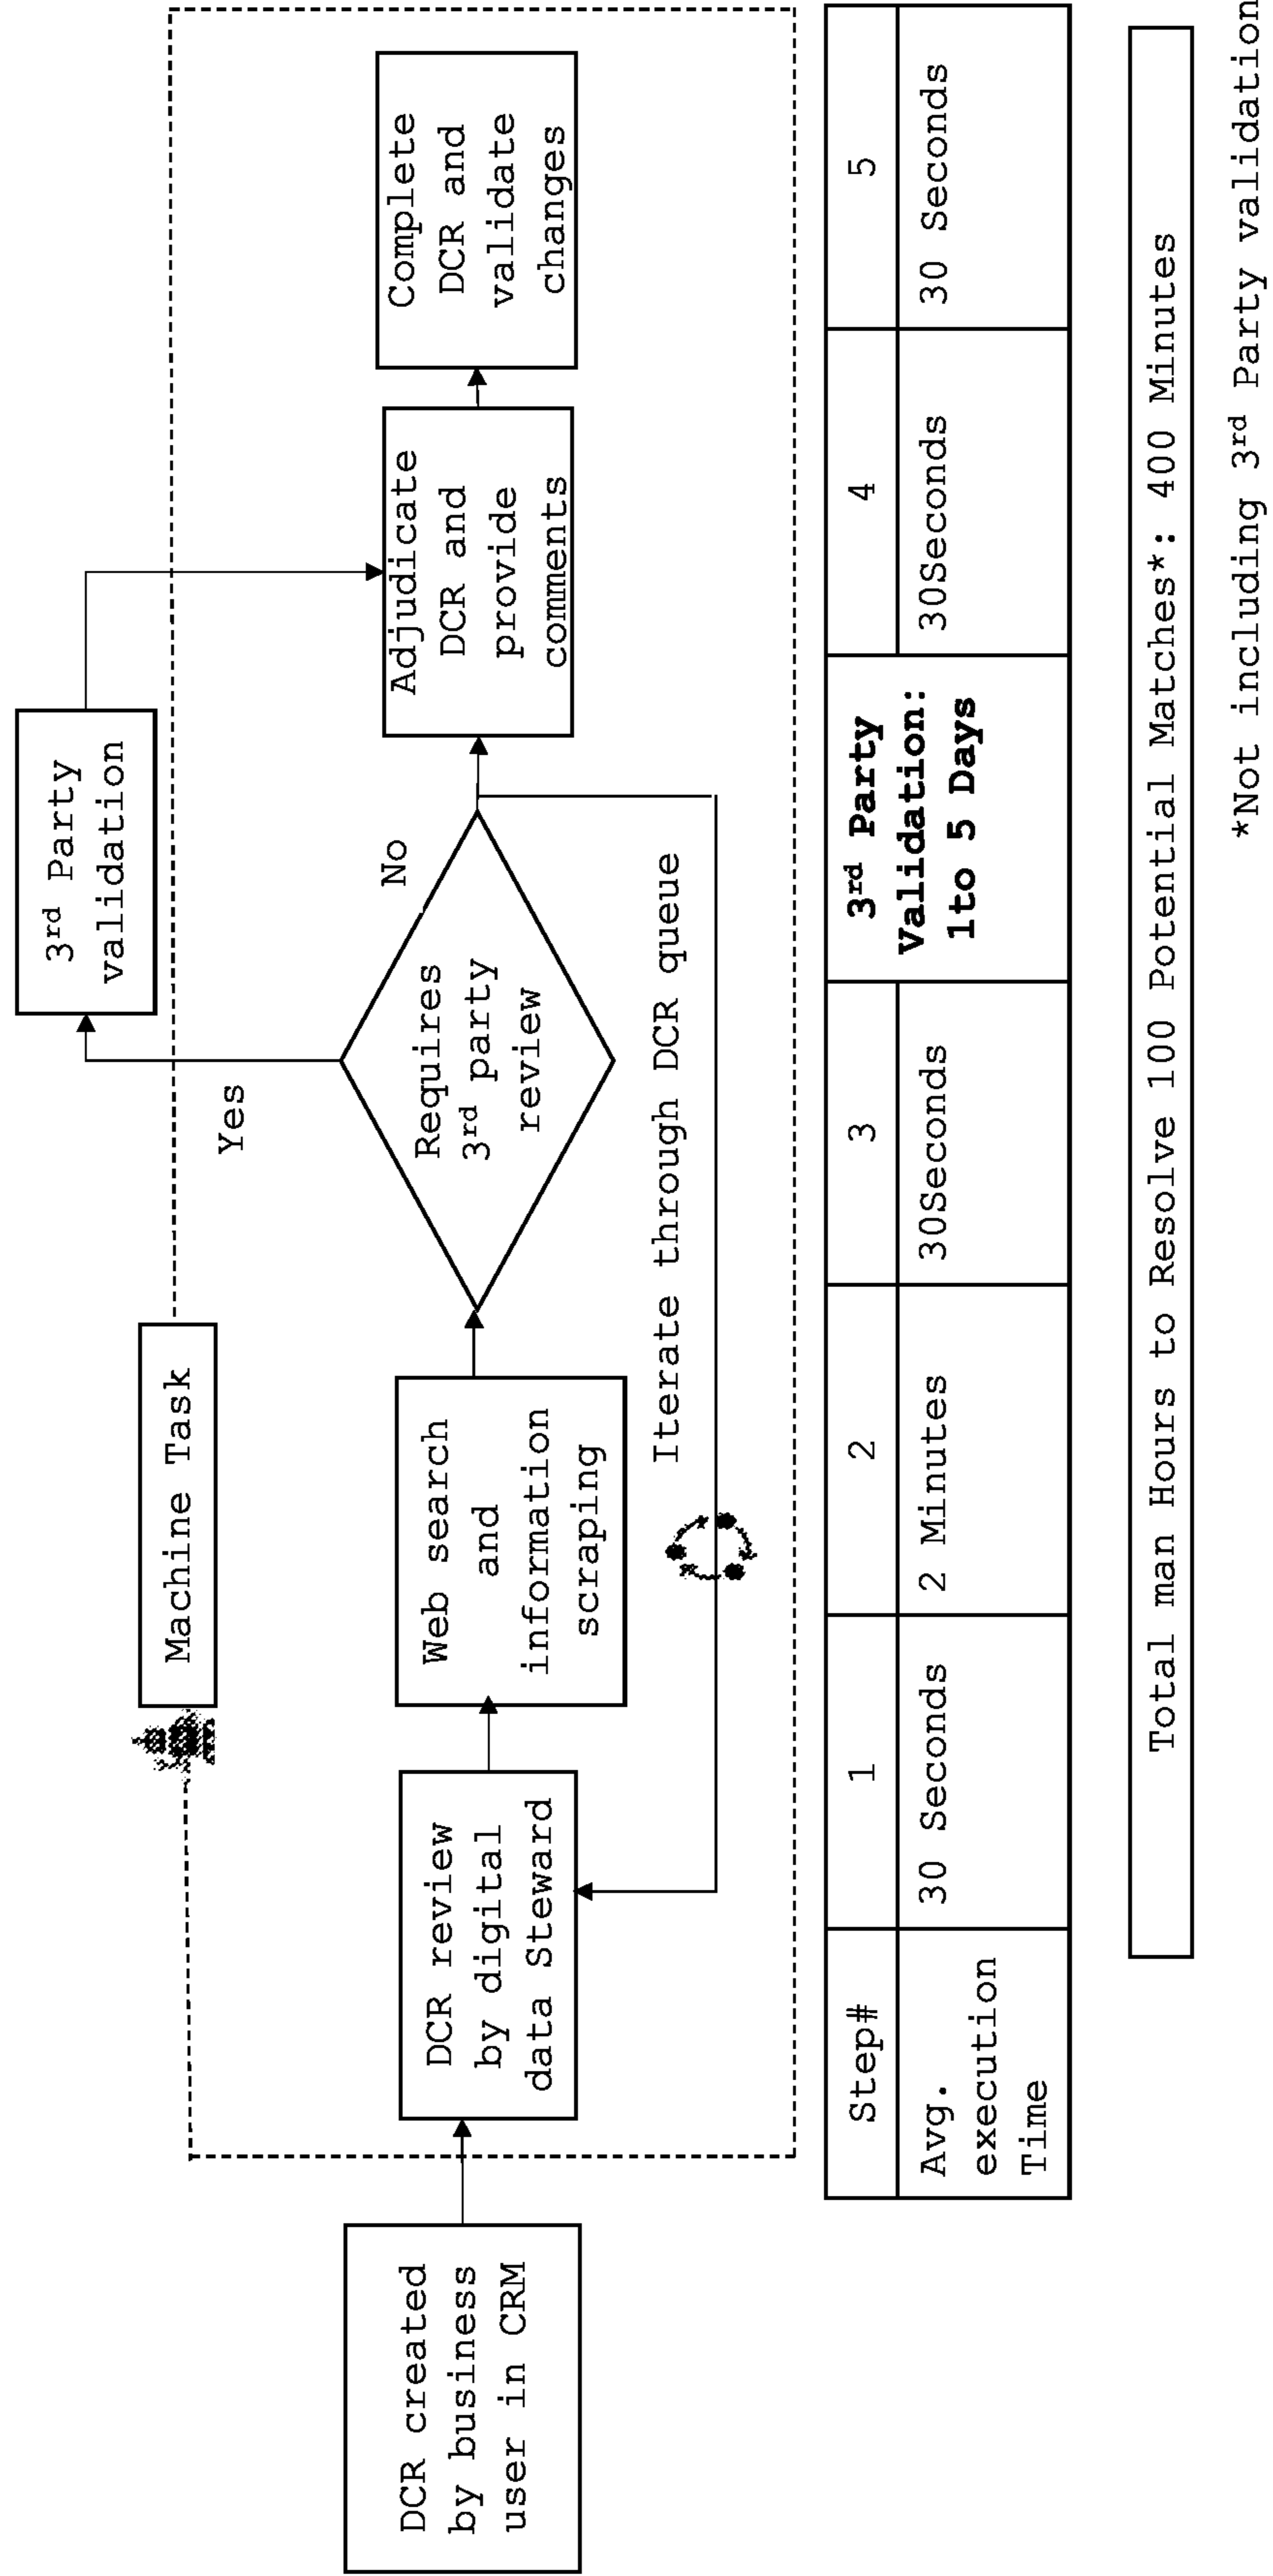 DCR created
by business
user in CRM
DCR review
by digital
data Steward
Machine Task
Web search
and
information
scraping
Requires
3rd party
review
Yes
No
3rd Party
validation
Adjudicate
DCR and
provide
comments
Complete
DCR and
validate
changes
Iterate through DCR queue
Step#
1
2
3
3rd Party
Validation:
1to 5 Days
4
5
Avg.
execution
Time
30 Seconds
2 Minutes
30Seconds
30Seconds
30 Seconds
Total man Hours to Resolve 100 Potential Matches*: 400 Minutes
*Not including 3rd Party validation